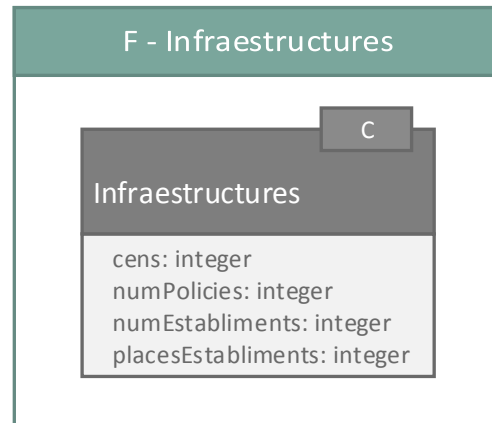 F - Infraestructures
C
Infraestructures
cens: integer
numPolicies: integer
numEstabliments: integer
placesEstabliments: integer